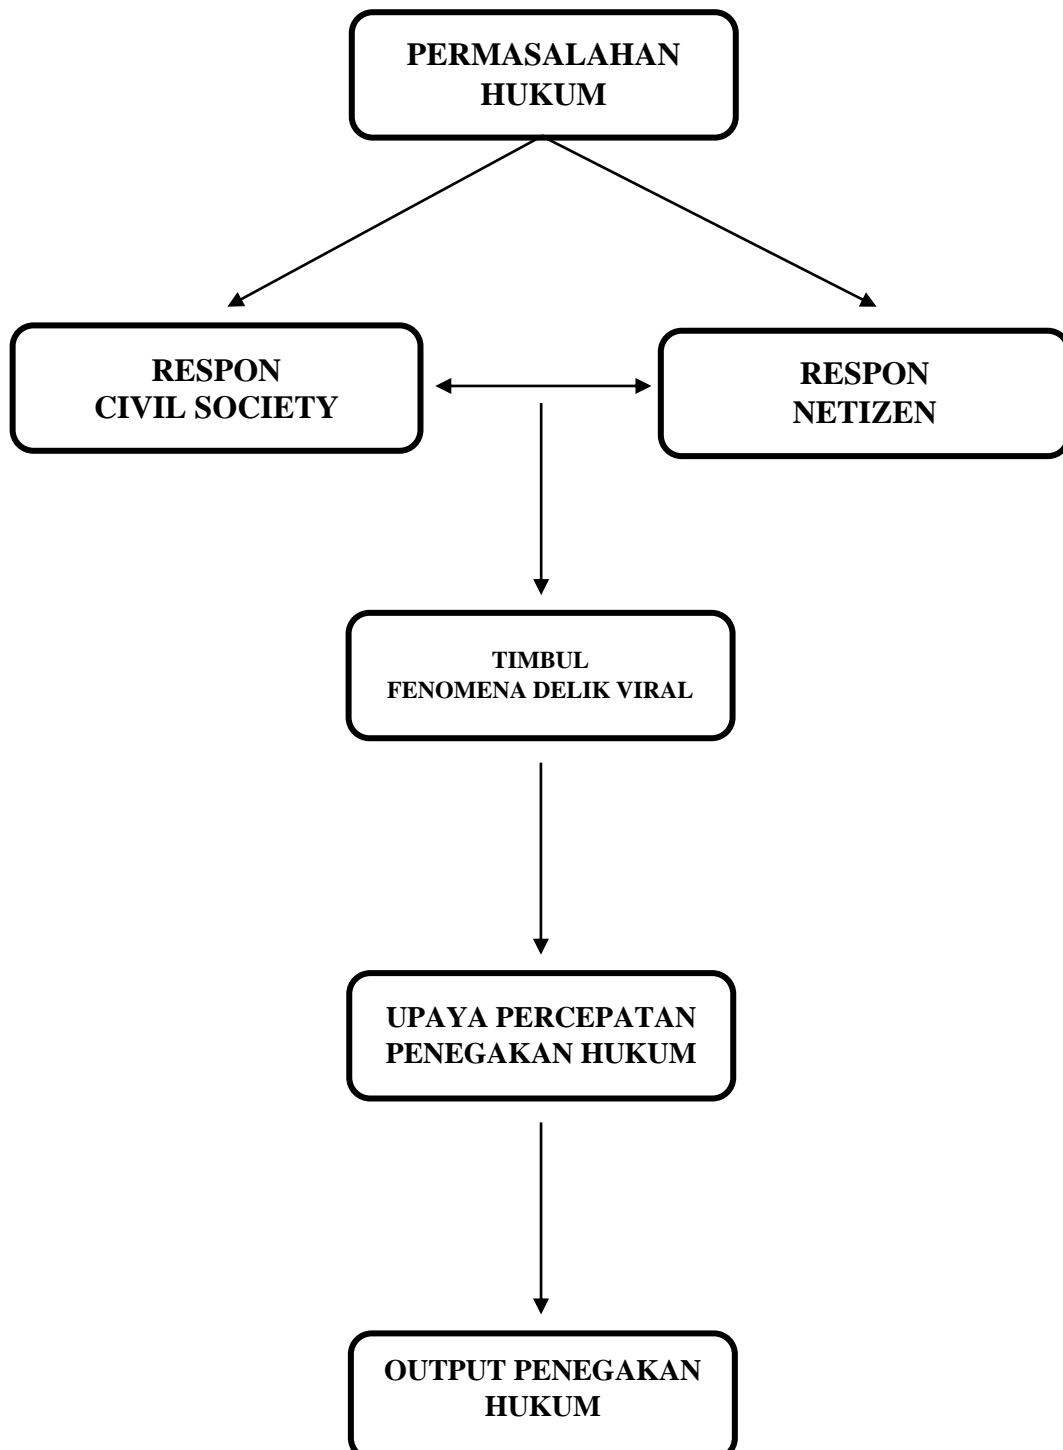 PERMASALAHAN
HUKUM
RESPON
CIVIL SOCIETY
RESPON
NETIZEN
TIMBUL
FENOMENA DELIK VIRAL
UPAYA PERCEPATAN
PENEGAKAN HUKUM
OUTPUT PENEGAKAN
HUKUM